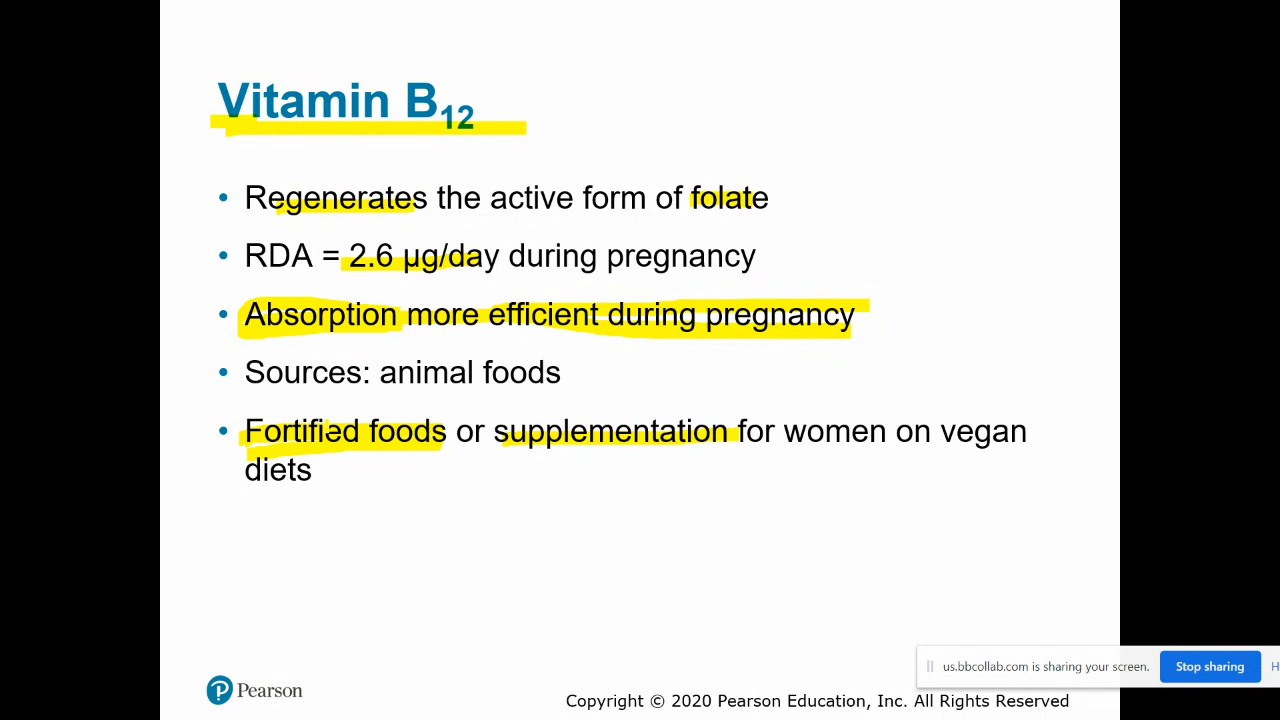 Vitamin B12
• Regenerates the active form of folate
• RDA = 2.6 μg/day during pregnancy
• Absorption more efficient during pregnancy
• Sources: animal foods
• Fortified foods or supplementation for women on vegan
diets
us.bbcollab.com is sharing your screen. Stop sharing H
Pearson
Copyright © 2020 Pearson Education, Inc. All Rights Reserved